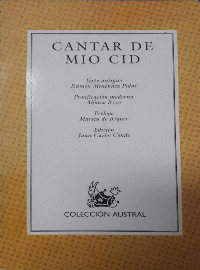 CANTAR DE
MIO CID
Texto antiguo
Ramón Menéndez Pidal
Prosificación moderna
Alfonso Reyes
Prólogo
Martín de Riquer
Edición
Juan Carlos Conde
COLECCIÓN AUSTRAL